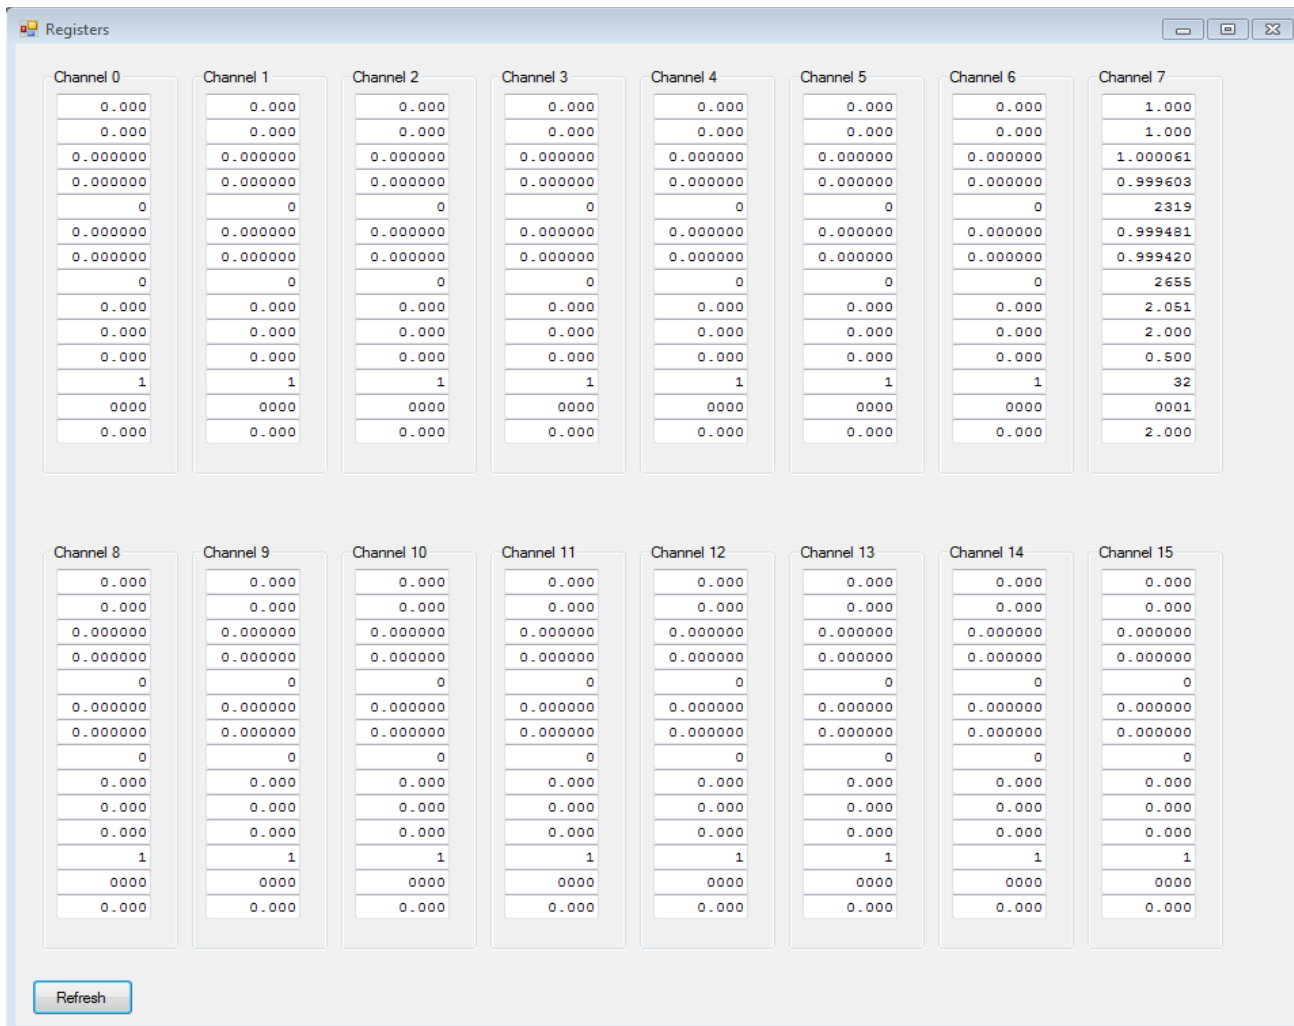 Registers
Channel 0 Channel 1 Channel 2 Channel 3 Channel 4 Channel 5 Channel 6 Channel 7
0.000 0.000 0.000 0.000 0.000 0.000 0.000 1.000
0.000 0.000 0.000 0.000 0.000 0.000 0.000 1.000
0.000000 0.000000 0.000000 0.000000 0.000000 0.000000 0.000000 1.000061
0.000000 0.000000 0.000000 0.000000 0.000000 0.000000 0.000000 0.999603
0 0 0 0 0 0 0 2319
0.000000 0.000000 0.000000 0.000000 0.000000 0.000000 0.000000 0.999481
0.000000 0.000000 0.000000 0.000000 0.000000 0.000000 0.000000 0.999420
0 0 0 0 0 0 0 2655
0.000 0.000 0.000 0.000 0.000 0.000 0.000 2.051
0.000 0.000 0.000 0.000 0.000 0.000 0.000 2.000
0.000 0.000 0.000 0.000 0.000 0.000 0.000 0.500
1 1 1 1 1 1 1 32
0000 0000 0000 0000 0000 0000 0000 0001
0.000 0.000 0.000 0.000 0.000 0.000 0.000 2.000
Channel 8 Channel 9 Channel 10 Channel 11 Channel 12 Channel 13 Channel 14 Channel 15
0.000 0.000 0.000 0.000 0.000 0.000 0.000 0.000
0.000 0.000 0.000 0.000 0.000 0.000 0.000 0.000
0.000000 0.000000 0.000000 0.000000 0.000000 0.000000 0.000000 0.000000
0.000000 0.000000 0.000000 0.000000 0.000000 0.000000 0.000000 0.000000
0 0 0 0 0 0 0 0
0.000000 0.000000 0.000000 0.000000 0.000000 0.000000 0.000000 0.000000
0.000000 0.000000 0.000000 0.000000 0.000000 0.000000 0.000000 0.000000
0 0 0 0 0 0 0 0
0.000 0.000 0.000 0.000 0.000 0.000 0.000 0.000
0.000 0.000 0.000 0.000 0.000 0.000 0.000 0.000
0.000 0.000 0.000 0.000 0.000 0.000 0.000 0.000
1 1 1 1 1 1 1 1
0000 0000 0000 0000 0000 0000 0000 0000
0.000 0.000 0.000 0.000 0.000 0.000 0.000 0.000
Refresh